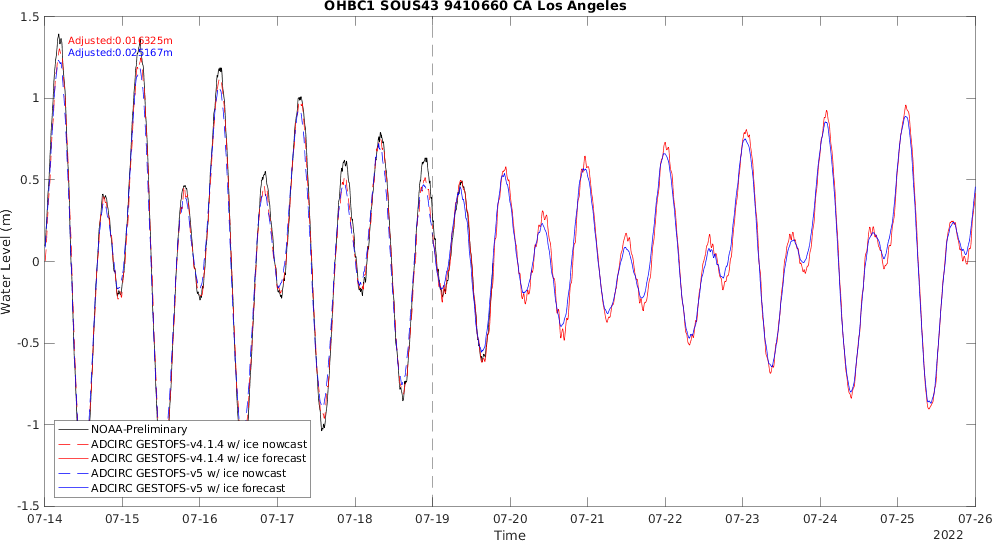 OHBC1 SOUS43 9410660 CA Los Angeles
1.5
Adjusted:0.016325m
Adjusted:0.025167m
1
0.5
0
-0.5
-1
-1.5
Water Level (m)
NOAA-Preliminary
ADCIRC GESTOFS-v4.1.4 w/ ice nowcast
ADCIRC GESTOFS-v4.1.4 w/ ice forecast
ADCIRC GESTOFS-v5 w/ ice nowcast
ADCIRC GESTOFS-v5 w/ ice forecast
07-14 07-15 07-16 07-17 07-18 07-19 07-20 07-21 07-22 07-23 07-24 07-25 07-26
Time
2022